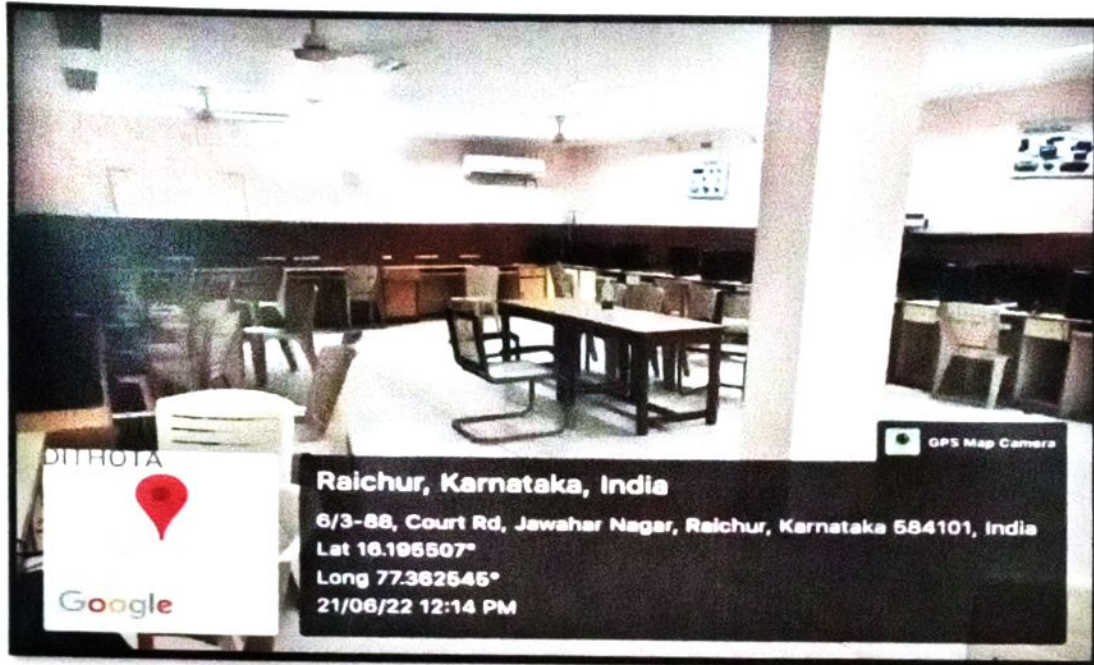 GPS Map Camera
DITHOTA
Google
Raichur, Karnataka, India
6/3-88, Court Rd, Jawahar Nagar, Raichur, Karnataka 584101, India
Lat 16.195507°
Long 77.362545°
21/06/22 12:14 PM